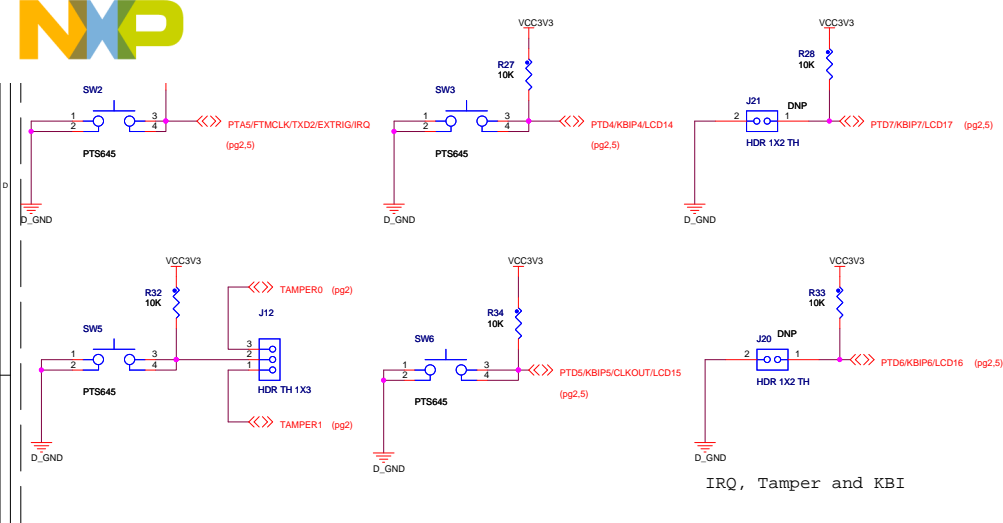 NXP
SW2
1
2
3
4
PTS645
PTA5/FTMCLK/TXD2/EXTRIG/IRQ
(pg2,5)
D_GND
VCC3V3
R27
10K
SW3
1
2
3
4
PTS645
PTD4/KBIP4/LCD14
(pg2,5)
D_GND
VCC3V3
R28
10K
J21
DNP
2
1
HDR 1X2 TH
PTD7/KBIP7/LCD17 (pg2,5)
D_GND
D
VCC3V3
R32
10K
SW5
1
2
3
4
PTS645
TAMPER0 (pg2)
J12
3
2
1
HDR TH 1X3
TAMPER1 (pg2)
D_GND
VCC3V3
R34
10K
SW6
1
2
3
4
PTS645
PTD5/KBIP5/CLKOUT/LCD15
(pg2,5)
D_GND
VCC3V3
R33
10K
J20
DNP
2
1
HDR 1X2 TH
PTD6/KBIP6/LCD16 (pg2,5)
D_GND
IRQ, Tamper and KBI